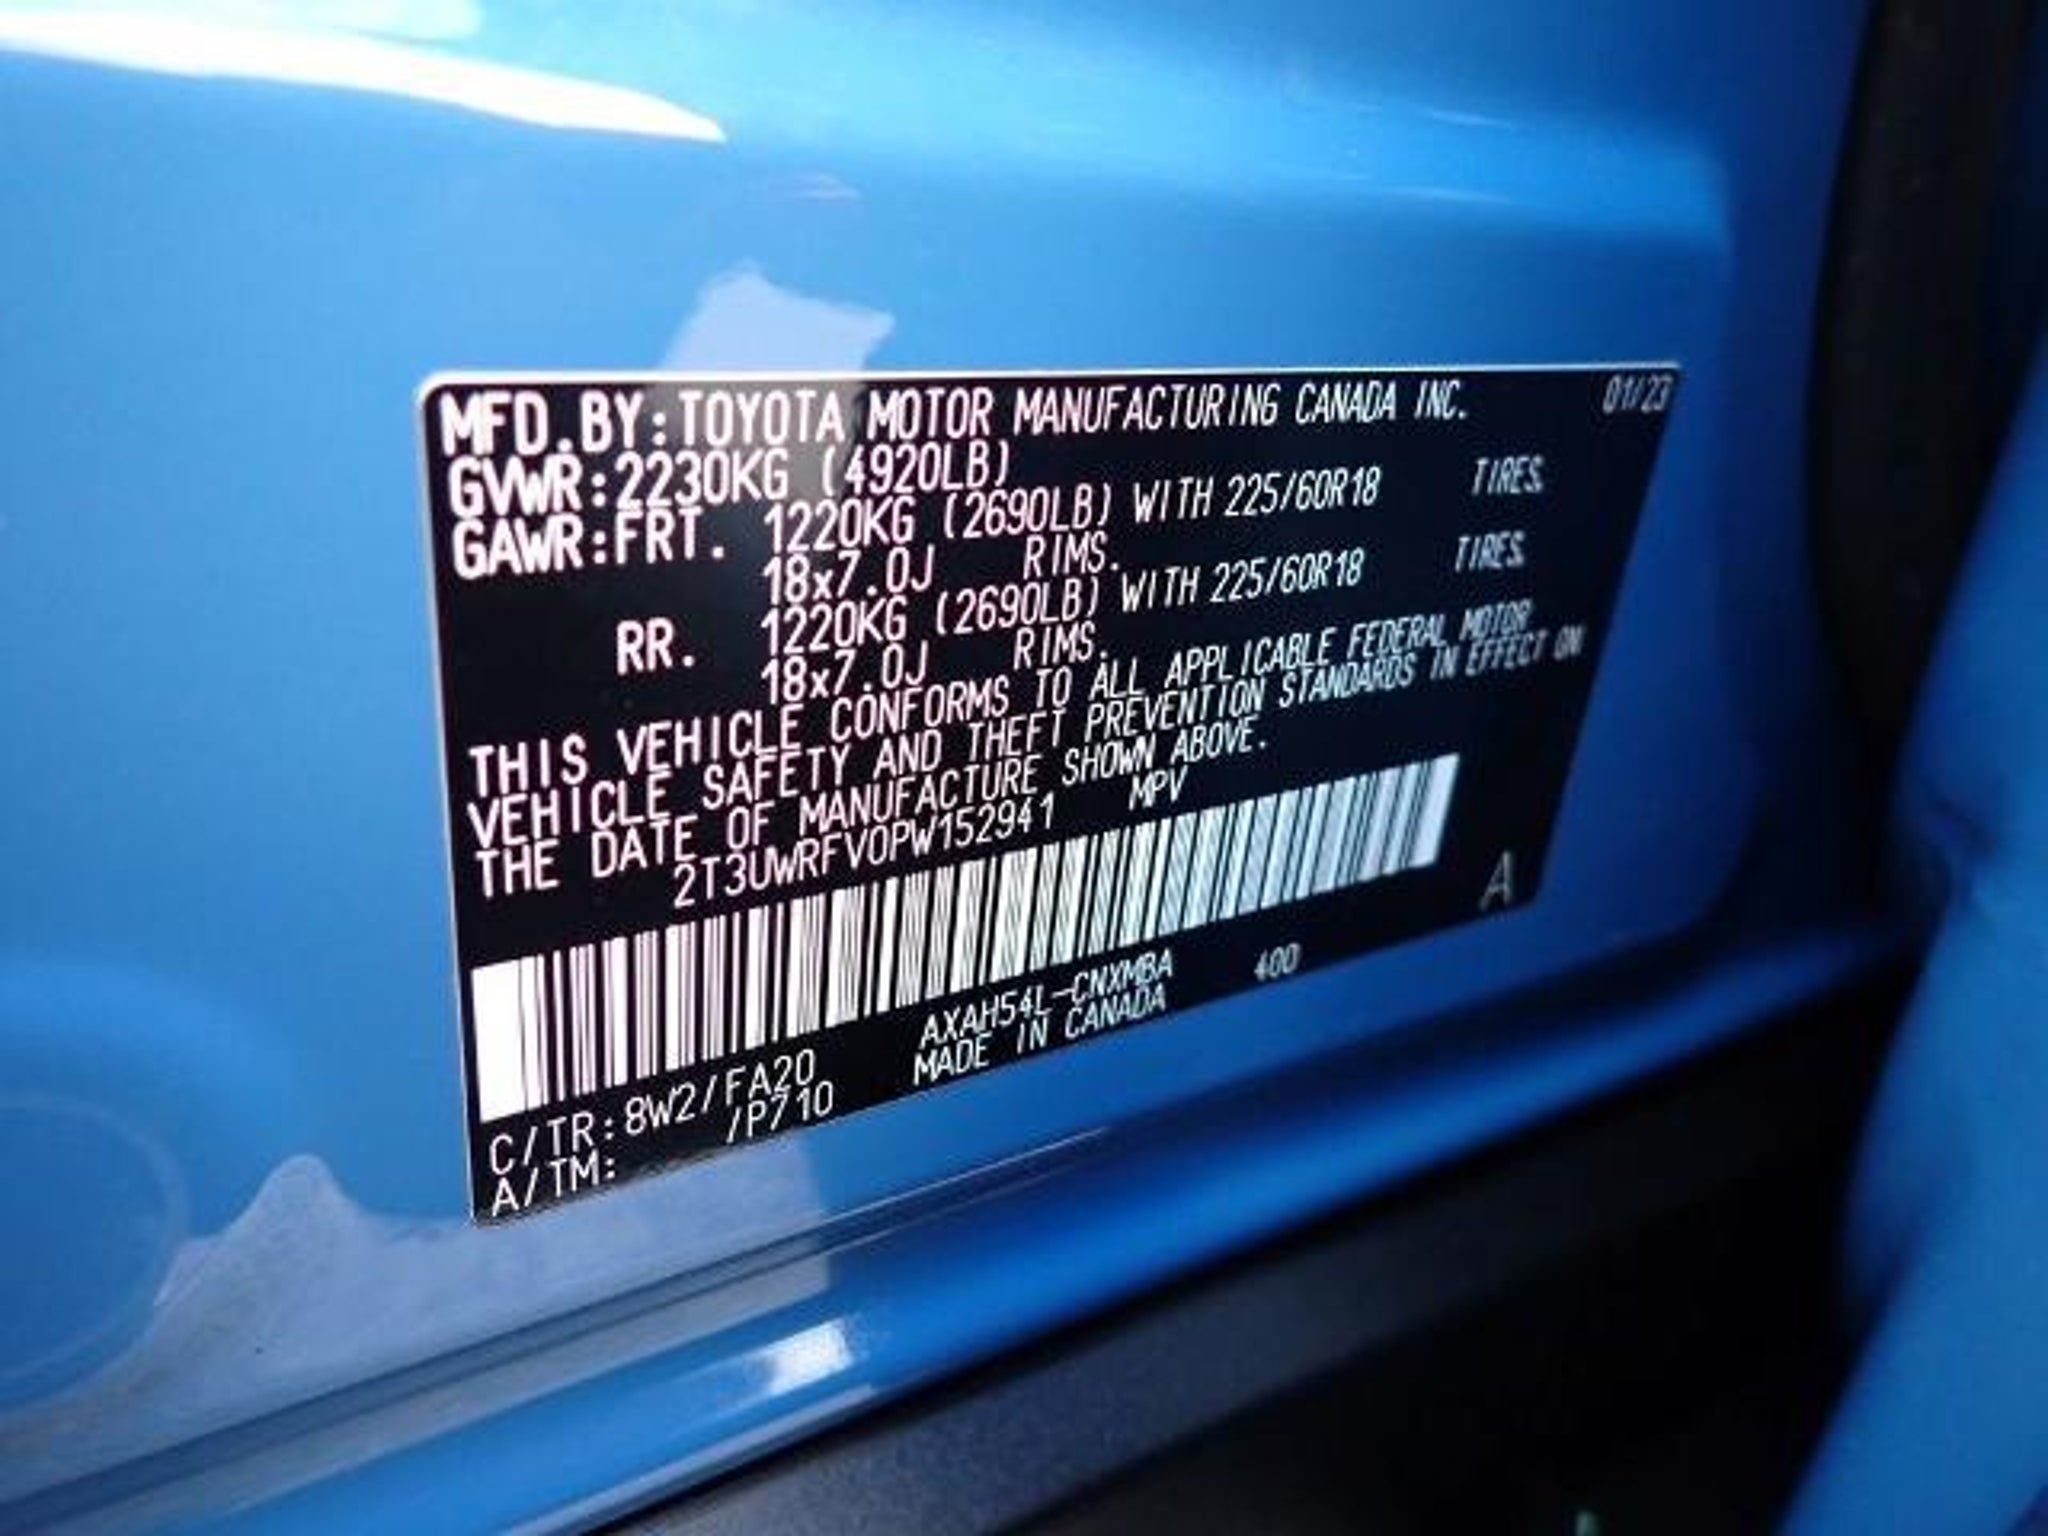 MFD.BY:TOYOTA MOTOR MANUFACTURING CANADA INC. 01/23
GVWR:2230KG (4920LB)
GAWR:FRT. 1220KG (2690LB) WITH 225/60R18 TIRES.
18x7.0J RIMS.
RR. 1220KG (2690LB) WITH 225/60R18 TIRES.
18x7.0J RIMS.
THIS VEHICLE CONFORMS TO ALL APPLICABLE FEDERAL MOTOR
VEHICLE SAFETY AND THEFT PREVENTION STANDARDS IN EFFECT ON
THE DATE OF MANUFACTURE SHOWN ABOVE.
2T3UWRFV0PW152941 MPV
A
AXAH54L-CNXMBA 400
C/TR:8W2/FA20 MADE IN CANADA
A/TM: /P710